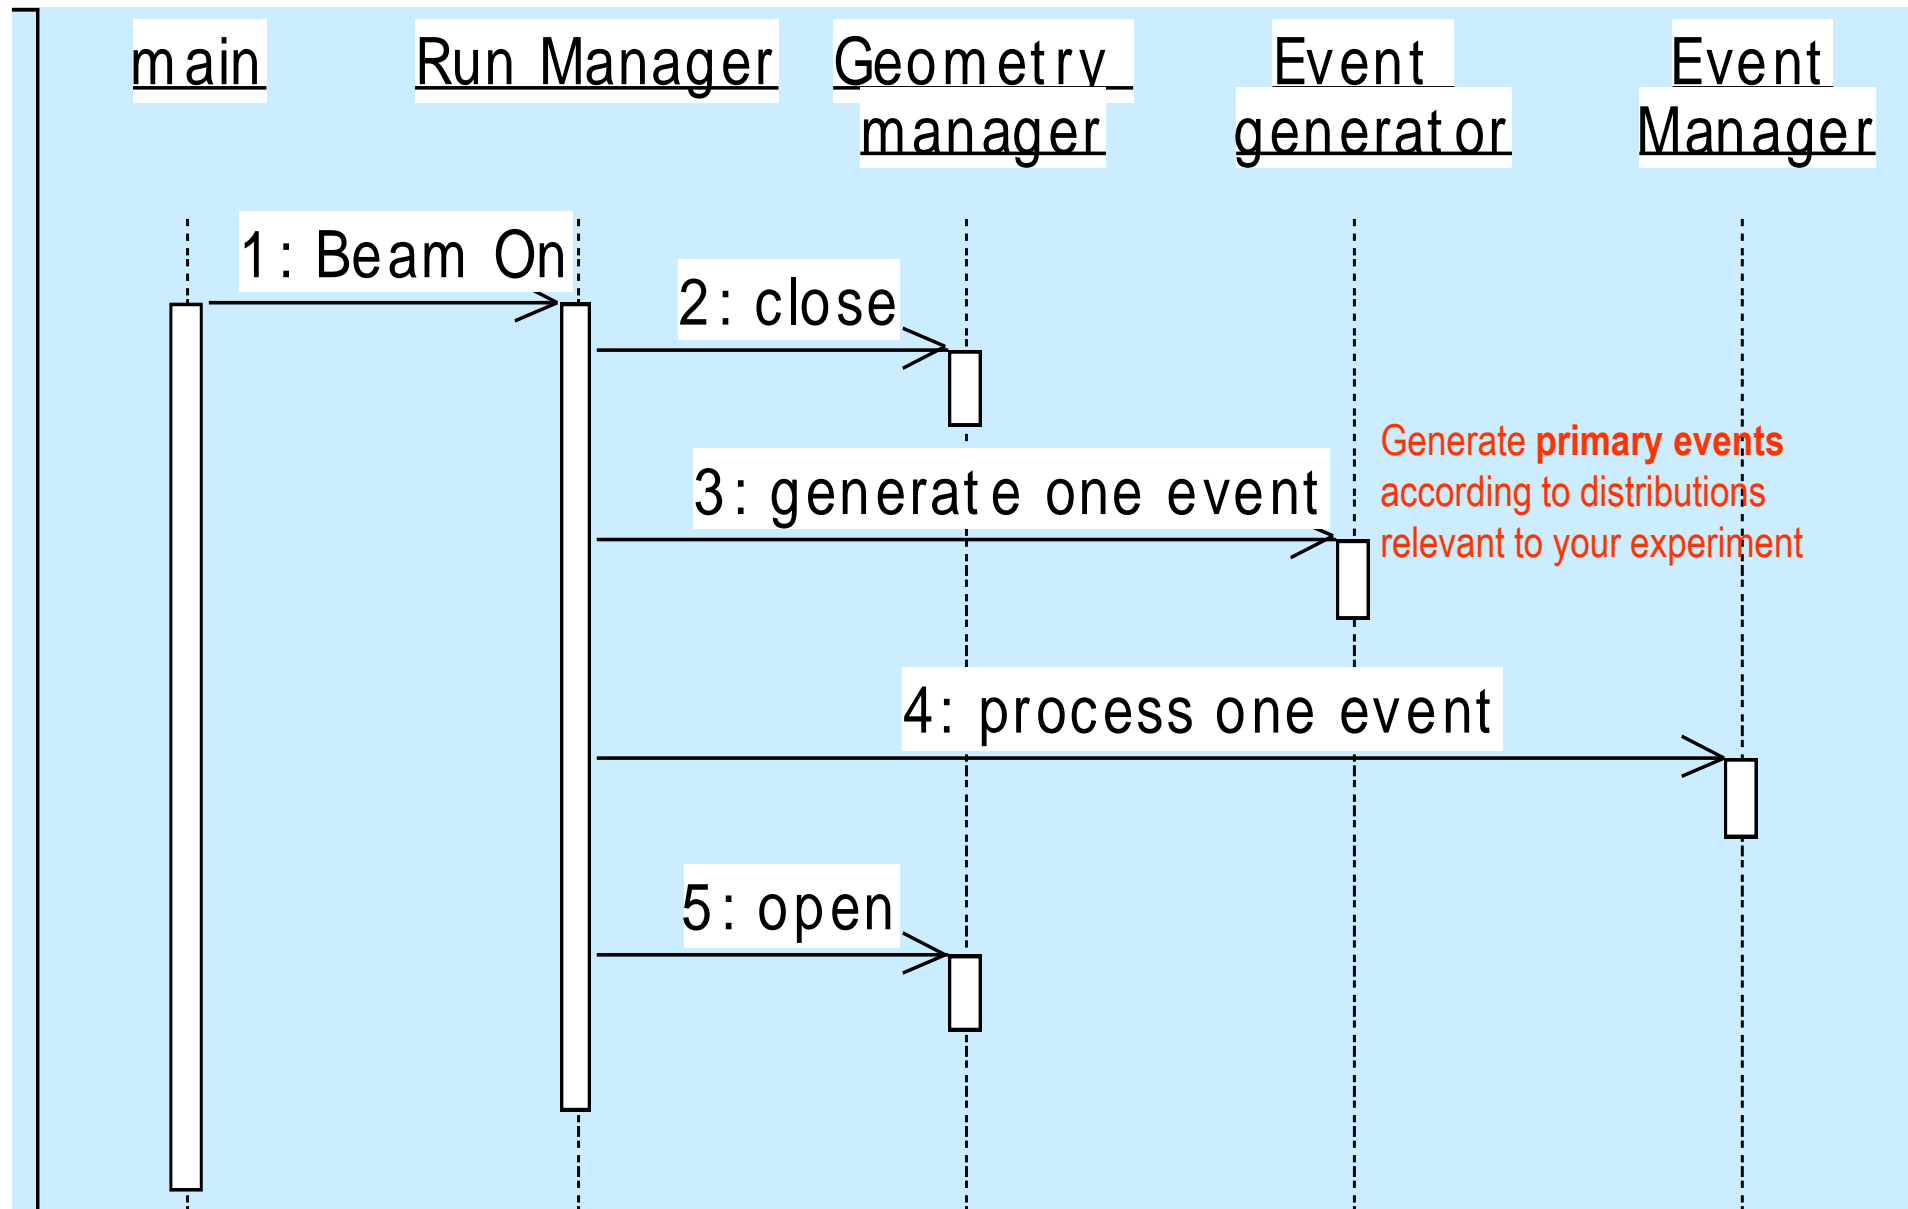 main
Run Manager
Geometry
manager
Event
generator
Event
Manager
1: Beam On
2: close
Generate primary events
according to distributions
relevant to your experiment
3: generate one event
4: process one event
5: open